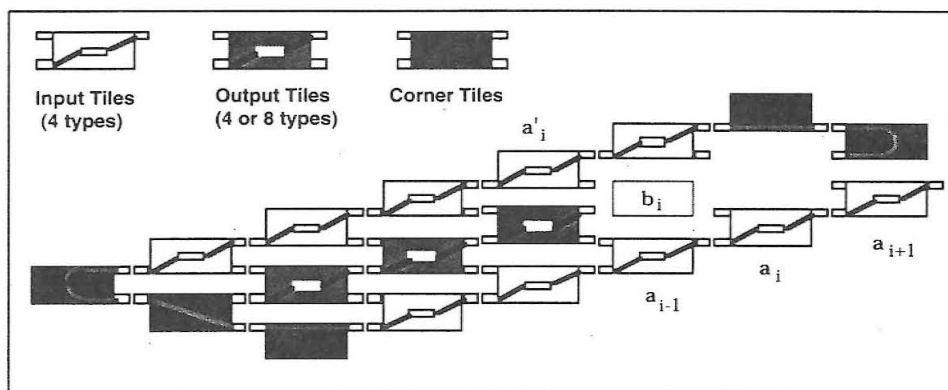 Input Tiles
(4 types)
Output Tiles
(4 or 8 types)
Corner Tiles
a'i
bi
ai+1
ai
ai-1